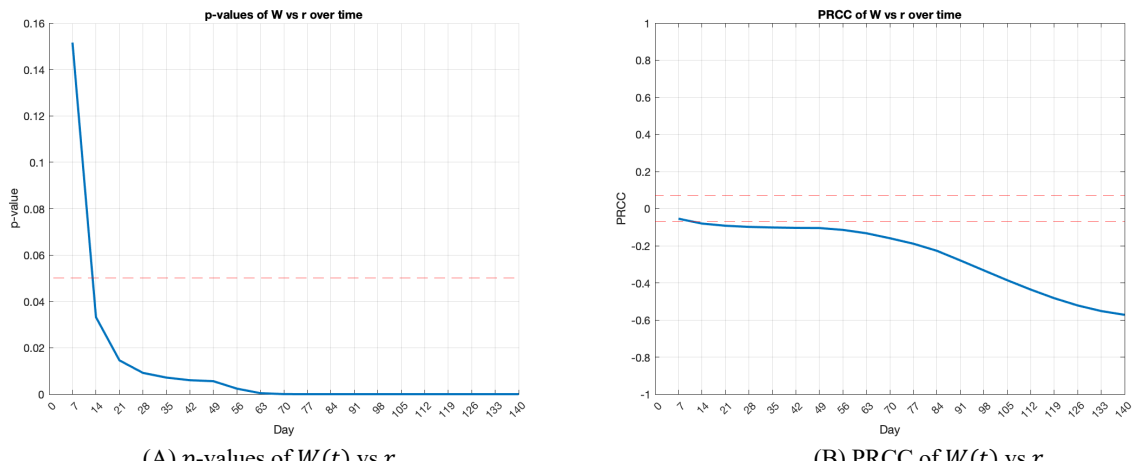 p-values of W vs r over time
0.16
0.14
0.12
0.1
0.08
0.06
0.04
0.02
0
p-value
0 7 14 21 28 35 42 49 56 63 70 77 84 91 98 105 112 119 126 133 140
Day
(A) p-values of W(t) vs r
PRCC of W vs r over time
1
0.8
0.6
0.4
0.2
0
-0.2
-0.4
-0.6
-0.8
-1
PRCC
0 7 14 21 28 35 42 49 56 63 70 77 84 91 98 105 112 119 126 133 140
Day
(B) PRCC of W(t) vs r